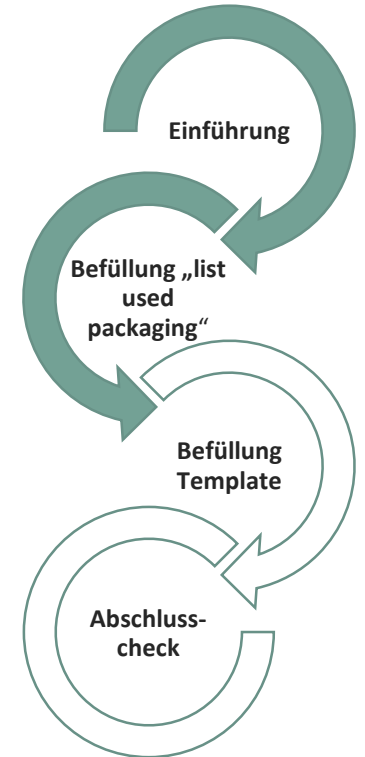 Einführung
Befüllung „list
used
packaging“
Befüllung
Template
Abschluss-
check